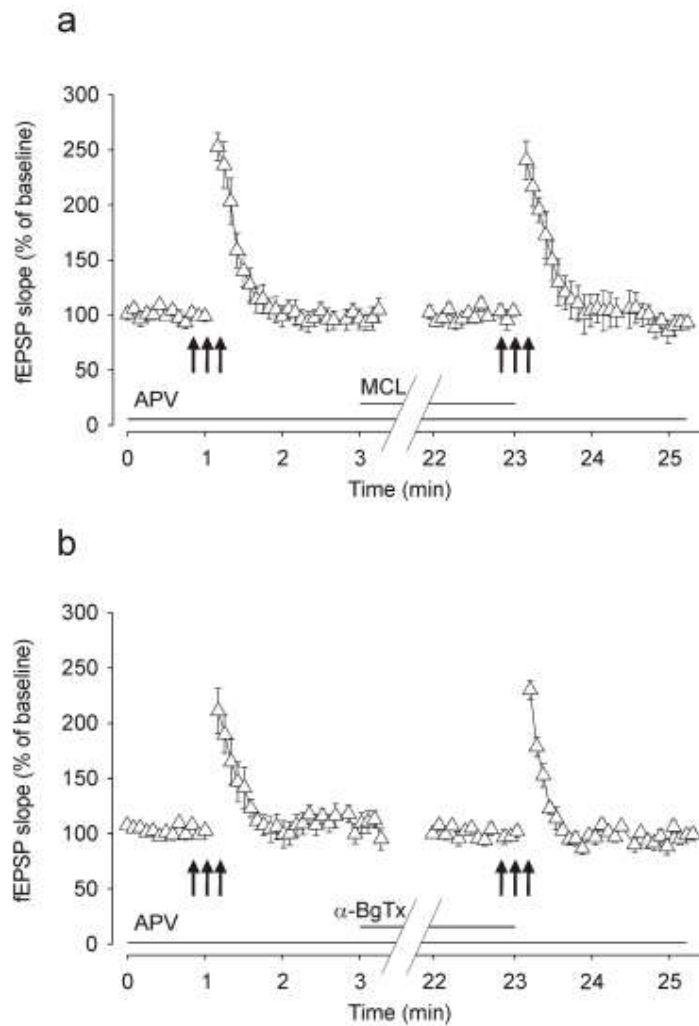 a
300
250
200
150
100
50
0
fEPSP slope (% of baseline)
MCL
APV
0 1 2 3 22 23 24 25
Time (min)
b
300
250
200
150
100
50
0
fEPSP slope (% of baseline)
α-BgTx
APV
0 1 2 3 22 23 24 25
Time (min)